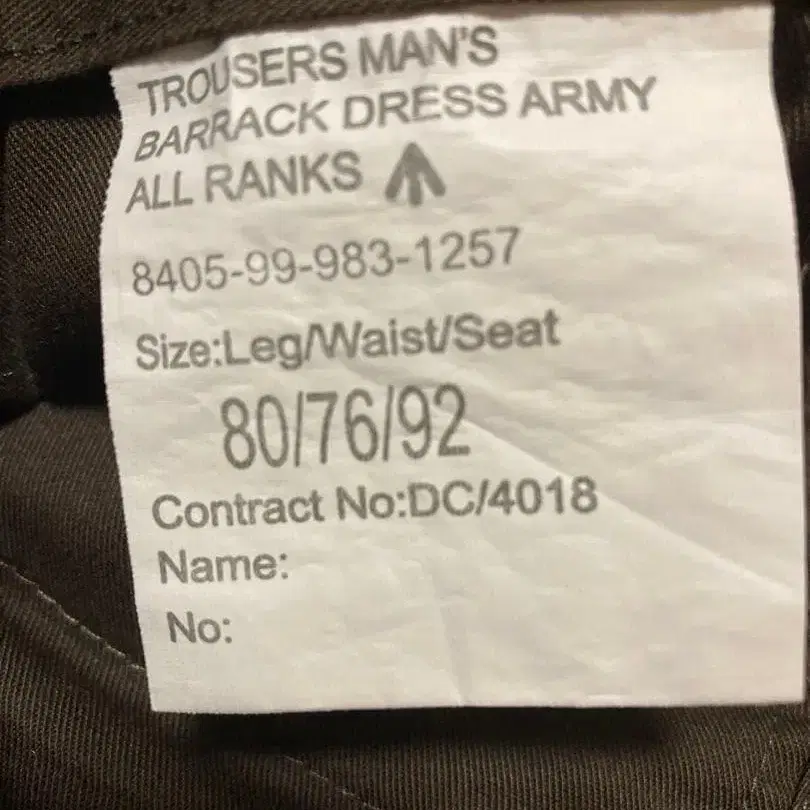 TROUSERS MAN'S
BARRACK DRESS ARMY
ALL RANKS
8405-99-983-1257
Size:Leg/Waist/Seat
80/76/92
Contract No:DC/4018
Name:
No: